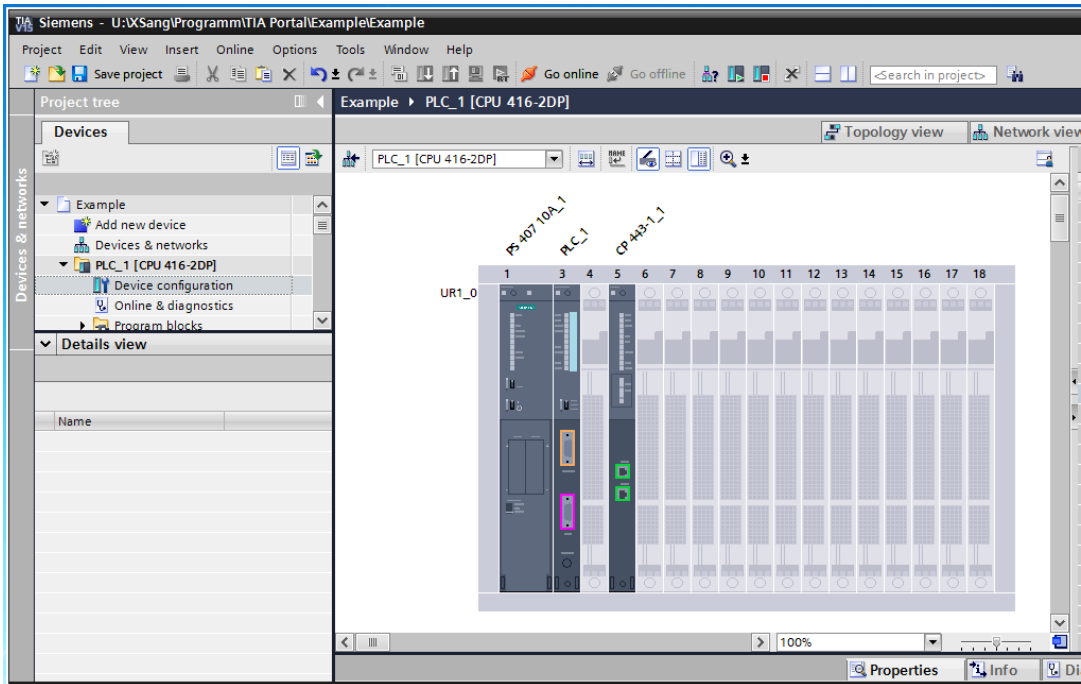 TIA V15 Siemens - U:\XSang\Programm\TIA Portal\Example\Example
Project Edit View Insert Online Options Tools Window Help
Save project Go online Go offline <Search in project>
Project tree
Example PLC_1 [CPU 416-2DP]
Devices
Topology view Network view
PLC_1 [CPU 416-2DP]
Devices & networks
Example
Add new device
Devices & networks
PLC_1 [CPU 416-2DP]
Device configuration
Online & diagnostics
Program blocks
Details view
Name
PS 407 10A_1 PLC_1 CP 443-1_1
1 3 4 5 6 7 8 9 10 11 12 13 14 15 16 17 18
UR1_0
100%
Properties Info Di